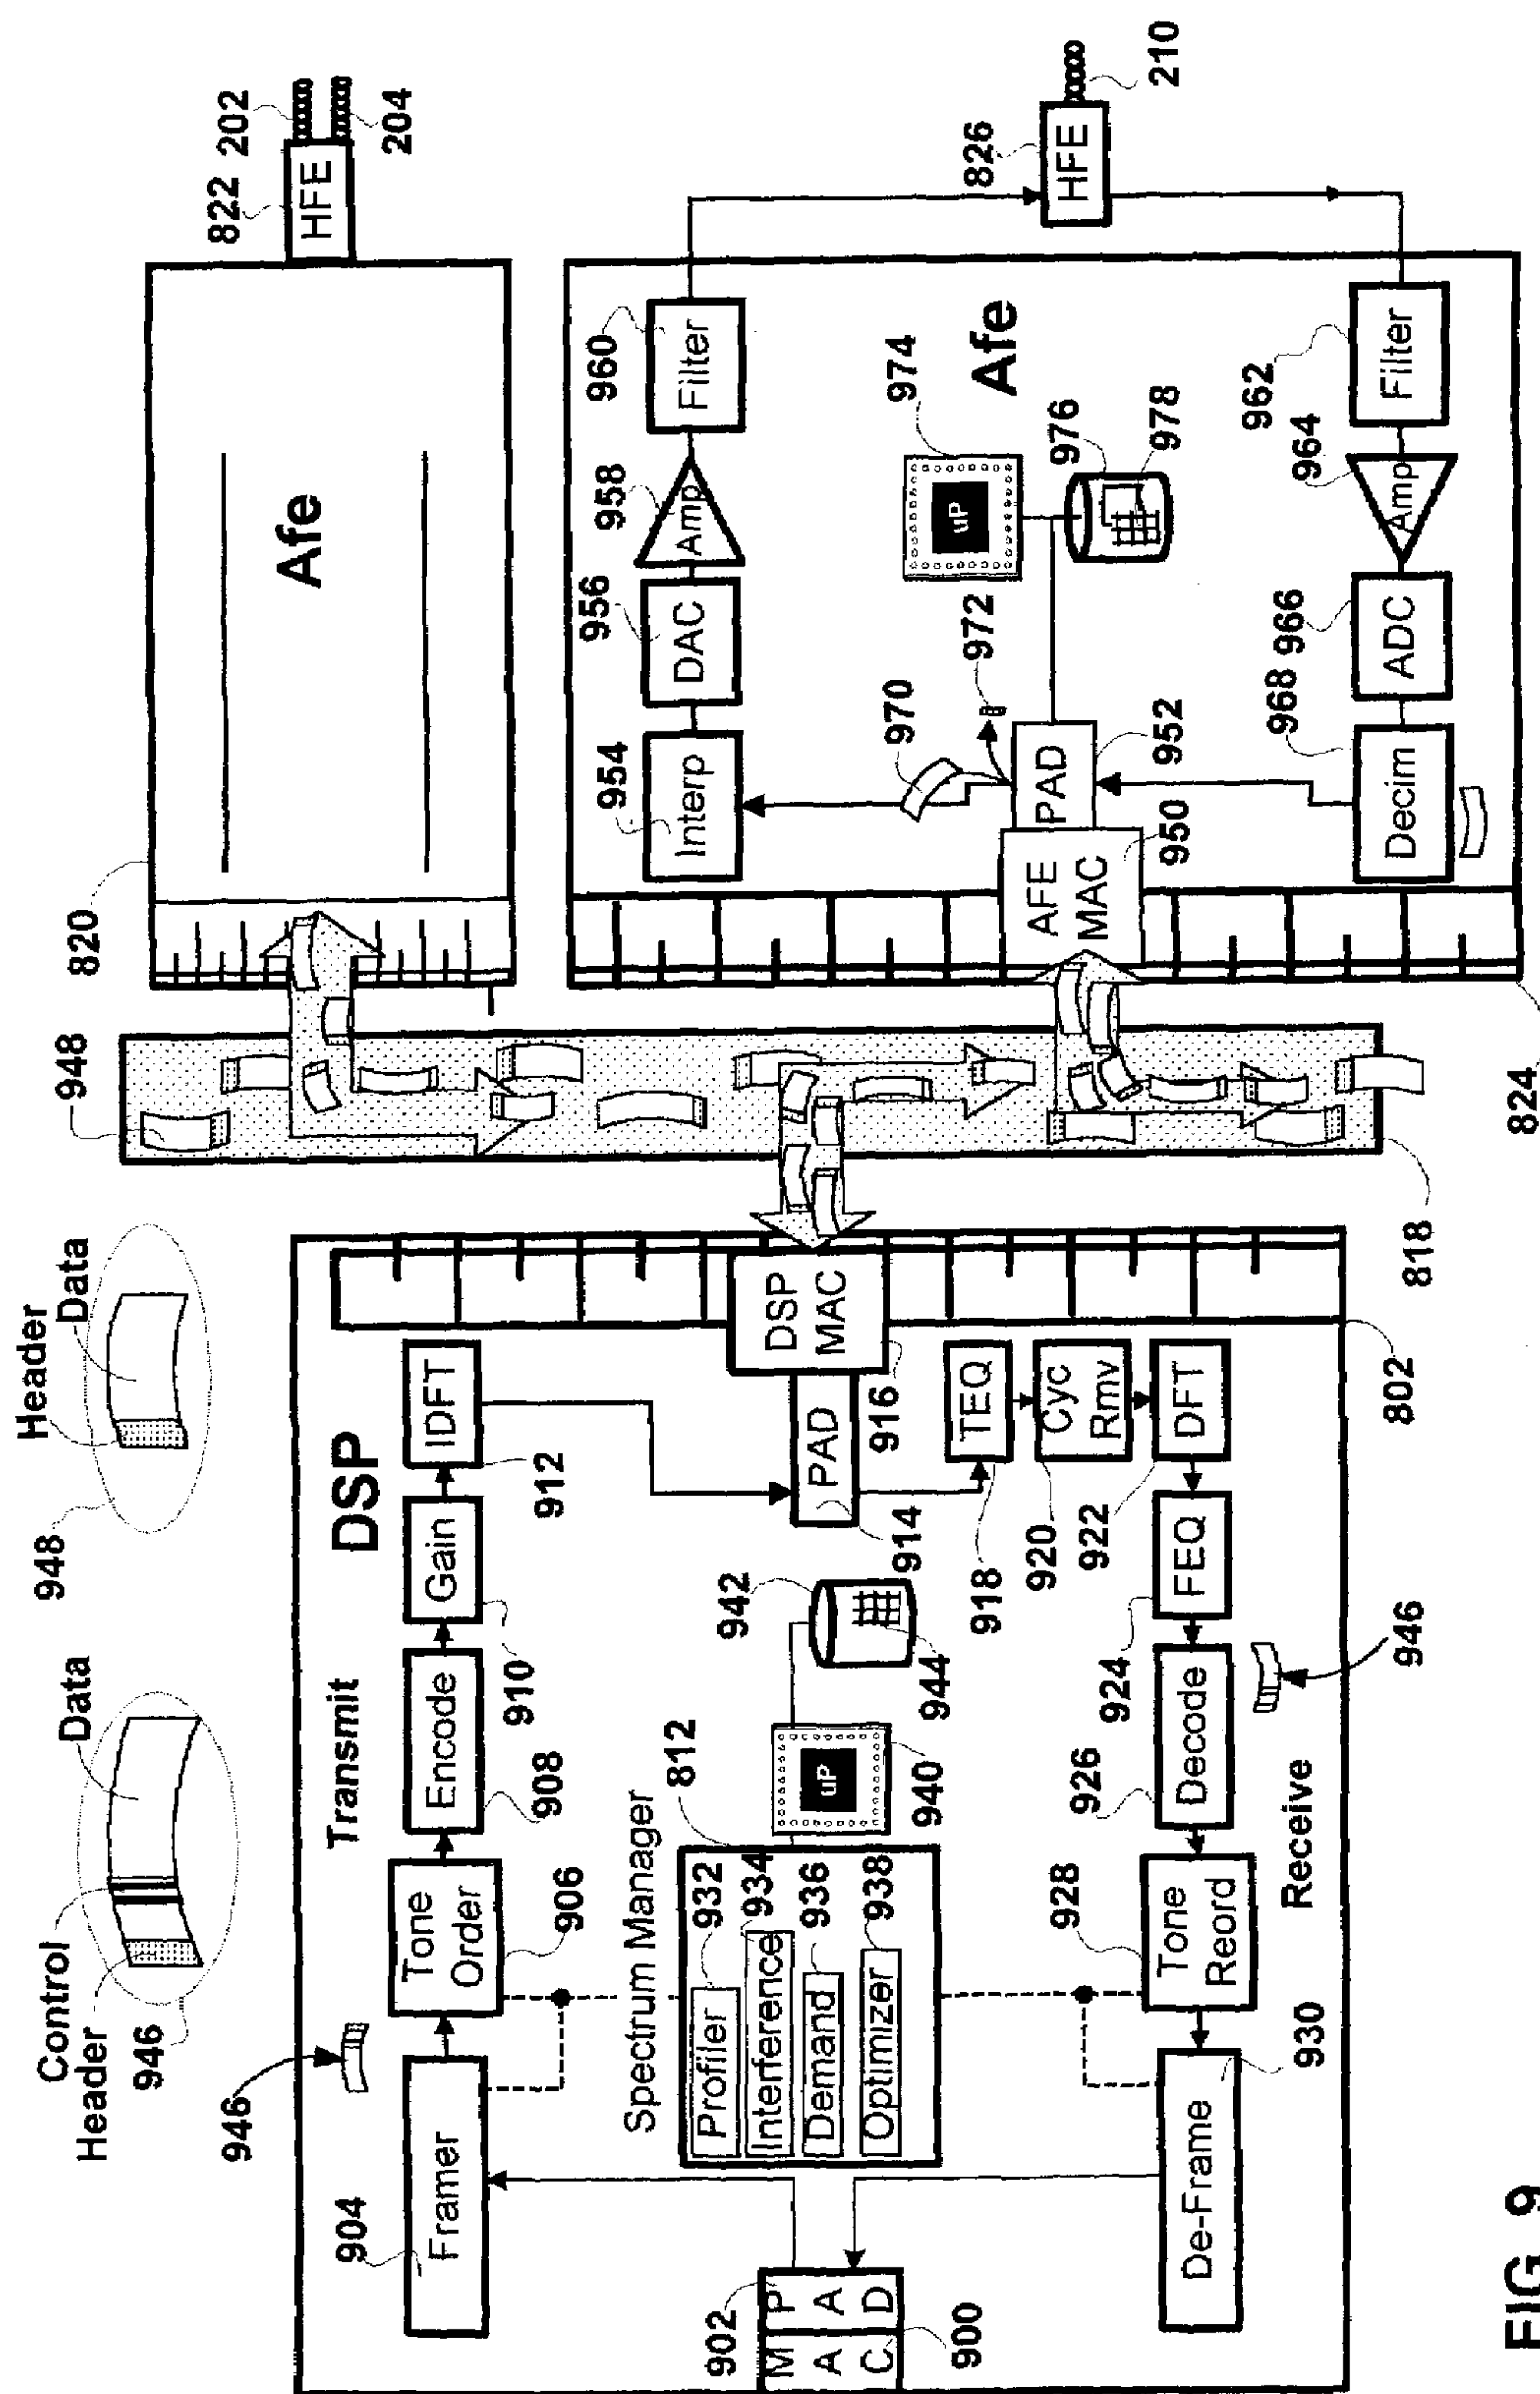 Control
Header
Data
946
Header
Data
948
948
820
Afe
822
HFE
202
204
946
Transmit
DSP
904
Framer
Tone
Order
906
Encode
908
Gain
910
IDFT
912
Spectrum Manager
812
Profiler
932
Interference
934
Demand
936
Optimizer
938
uP
940
942
944
PAD
914
DSP
MAC
916
902
M P
A A
C D
900
TEQ
918
Cyc
Rmv
920
DFT
922
FEQ
924
Decode
926
946
Tone
Reord
928
De-Frame
930
Receive
802
818
824
954
Interp
956
DAC
958
Amp
960
Filter
970
972
974
uP
Afe
976
978
AFE
MAC
950
PAD
952
968
Decim
966
ADC
964
Amp
962
Filter
826
HFE
210
FIG. 9